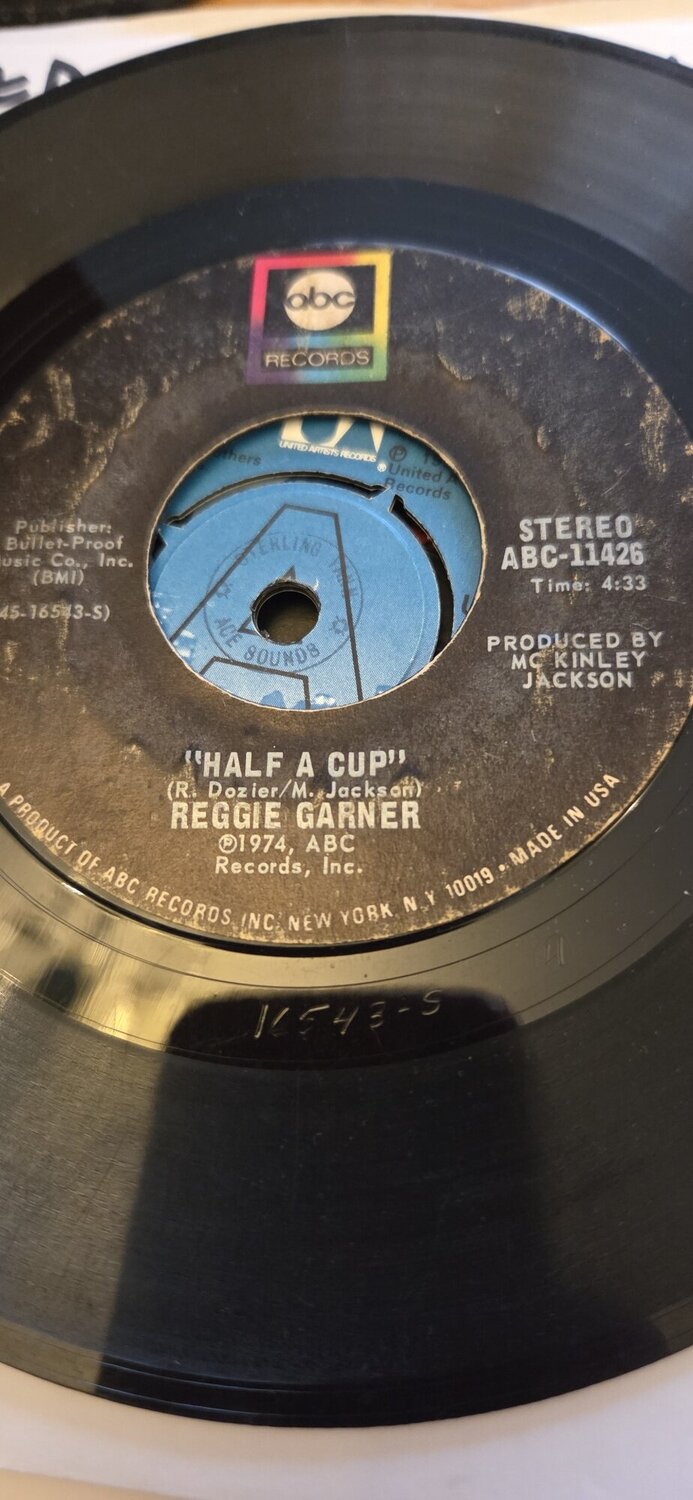 abc
RECORDS
UNITED ARTISTS RECORDS
®
United
Records
Publisher:
Bullet-Proof
Music Co., Inc.
(BMI)
45-16543-S)
STEREO
ABC-11426
Time: 4:33
PRODUCED BY
MC KINLEY
JACKSON
A
STERLING
ACE SOUNDS
"HALF A CUP"
(R. Dozier/M. Jackson)
REGGIE GARNER
℗1974, ABC
Records, Inc.
A PRODUCT OF ABC RECORDS INC. NEW YORK, N.Y 10019 • MADE IN USA
16543-S